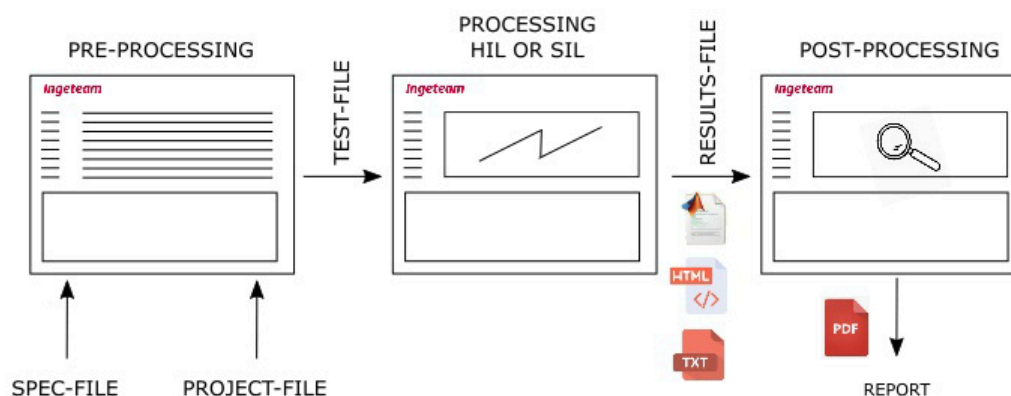 PRE-PROCESSING
Ingeteam
SPEC-FILE
PROJECT-FILE
TEST-FILE
PROCESSING
HIL OR SIL
Ingeteam
RESULTS-FILE
HTML
</>
TXT
POST-PROCESSING
Ingeteam
PDF
REPORT